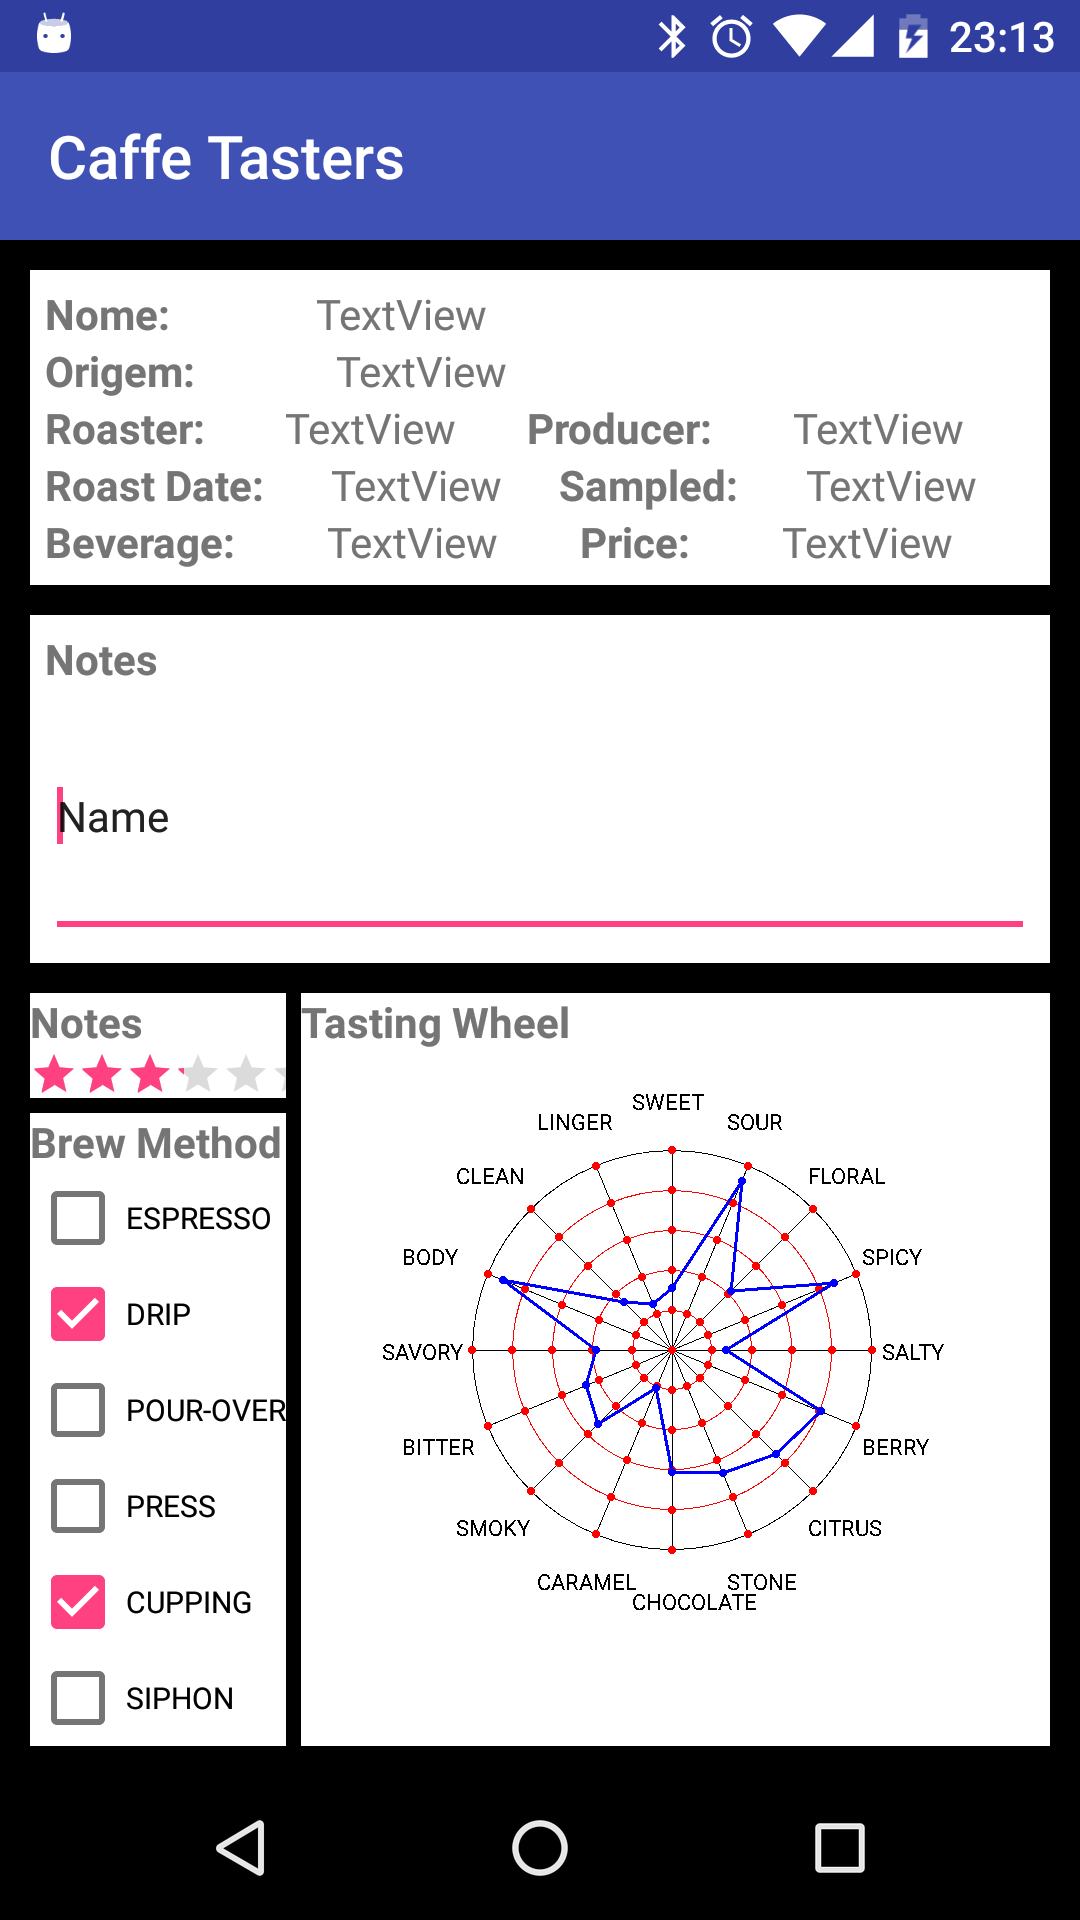 23:13
Caffe Tasters
Nome: TextView
Origem: TextView
Roaster: TextView Producer: TextView
Roast Date: TextView Sampled: TextView
Beverage: TextView Price: TextView
Notes
Name
Notes
Brew Method
ESPRESSO
DRIP
POUR-OVER
PRESS
CUPPING
SIPHON
Tasting Wheel
SWEET
LINGER SOUR
CLEAN FLORAL
BODY SPICY
SAVORY SALTY
BITTER BERRY
SMOKY CITRUS
CARAMEL STONE
CHOCOLATE